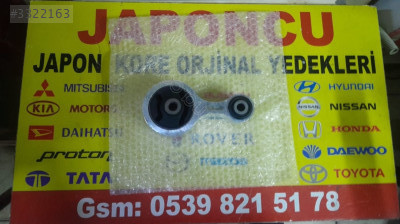 #3522163
JAPONCU
JAPON KORE ORJİNAL YEDEKLERİ
MITSUBISHI
HYUNDAI
KIA MOTORS
NISSAN
DAIHATSU
HONDA
ROVER
proton
DAEWOO
TATA
TOYOTA
Gsm: 0539 821 51 78